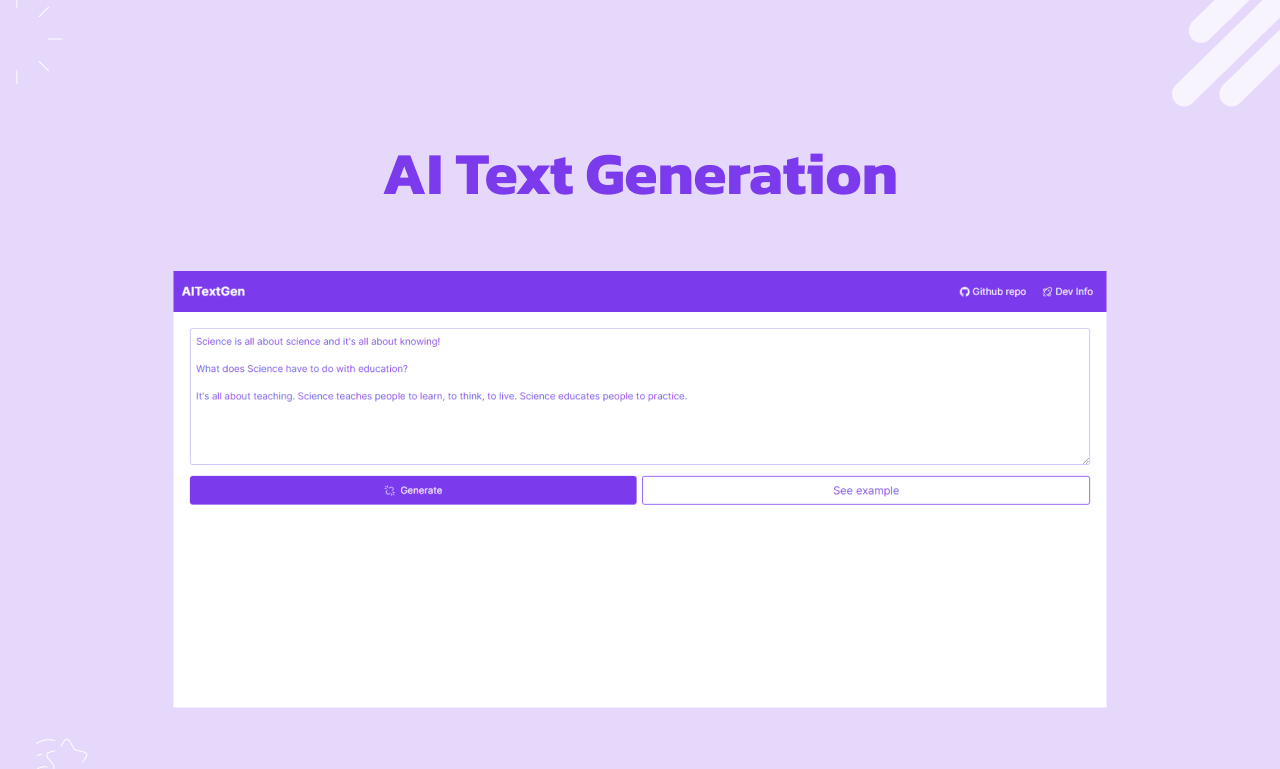 AI Text Generation
AITextGen
Github repo
Dev Info
Science is all about science and it's all about knowing!
What does Science have to do with education?
It's all about teaching. Science teaches people to learn, to think, to live. Science educates people to practice.
Generate
See example